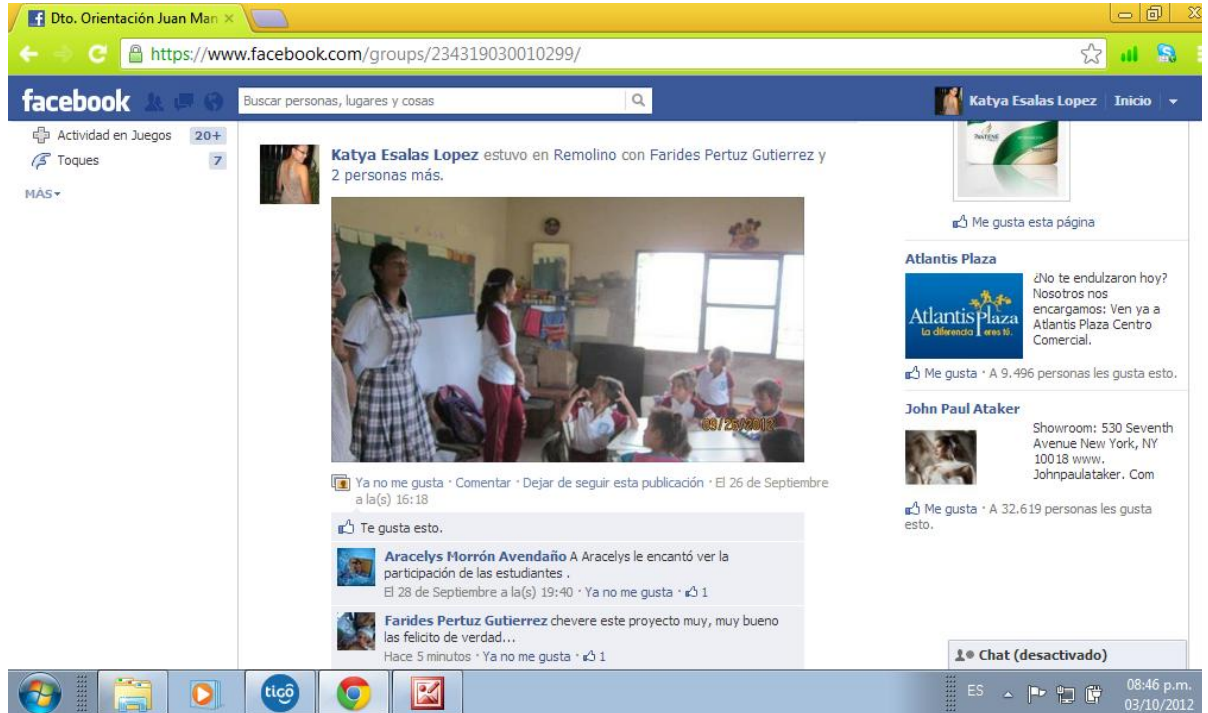 Dto. Orientación Juan Man
https://www.facebook.com/groups/234319030010299/
facebook
Buscar personas, lugares y cosas
Katya Esalas Lopez
Inicio
Actividad en Juegos 20+
Toques 7
MÁS
Katya Esalas Lopez estuvo en Remolino con Farides Pertuz Gutierrez y
2 personas más.
09/26/2012
Ya no me gusta · Comentar · Dejar de seguir esta publicación · El 26 de Septiembre
a la(s) 16:18
Te gusta esto.
Aracelys Morrón Avendaño A Aracelys le encantó ver la
participación de las estudiantes .
El 28 de Septiembre a la(s) 19:40 · Ya no me gusta · 1
Farides Pertuz Gutierrez chevere este proyecto muy, muy bueno
las felicito de verdad...
Hace 5 minutos · Ya no me gusta · 1
PANTENE
Me gusta esta página
Atlantis Plaza
Atlantis Plaza
la diferencia eres tú.
¿No te endulzaron hoy?
Nosotros nos
encargamos: Ven ya a
Atlantis Plaza Centro
Comercial.
Me gusta · A 9.496 personas les gusta esto.
John Paul Ataker
Showroom: 530 Seventh
Avenue New York, NY
10018 www.
Johnpaulataker. Com
Me gusta · A 32.619 personas les gusta
esto.
Chat (desactivado)
tigo
ES
08:46 p.m.
03/10/2012